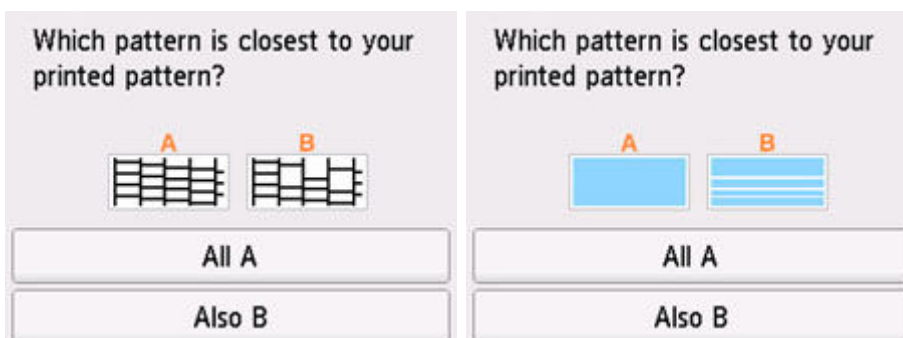 Which pattern is closest to your
printed pattern?
A B
All A
Also B
Which pattern is closest to your
printed pattern?
A B
All A
Also B